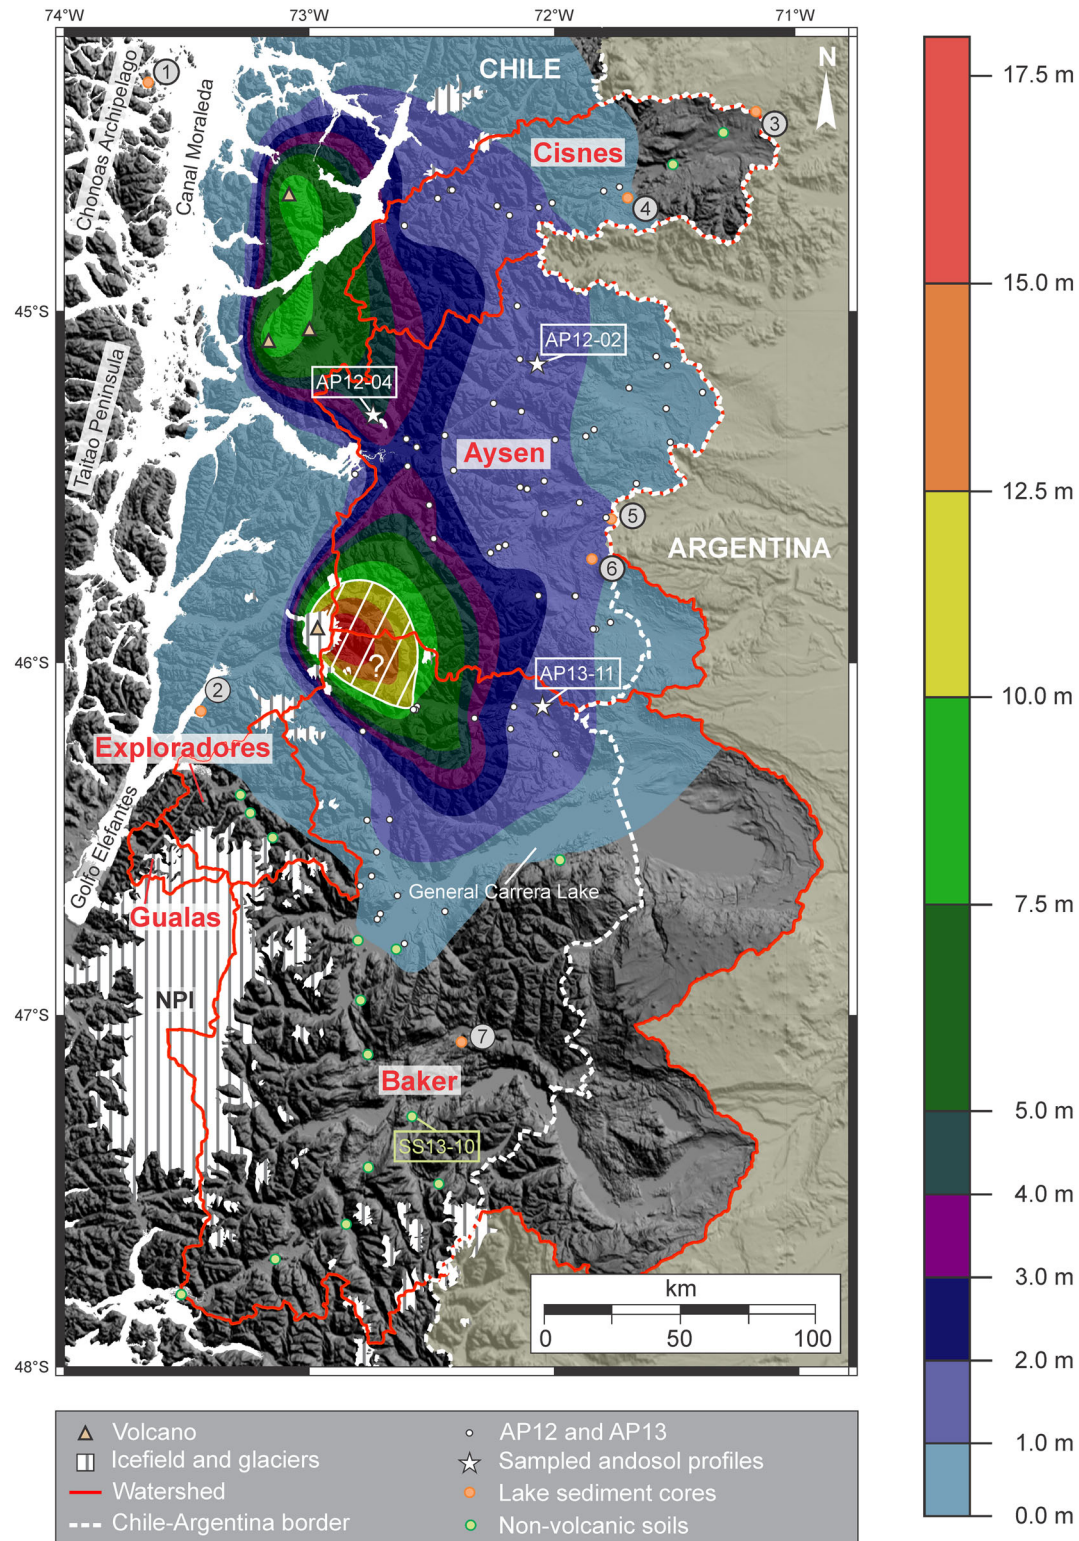 74°W
73°W
72°W
71°W
N
CHILE
1
3
Cisnes
4
Chonoas Archipelago
Canal Moraleda
45°S
AP12-02
AP12-04
Taitao Peninsula
Aysen
5
ARGENTINA
6
46°S
?
AP13-11
2
Exploradores
Golfo Elefantes
General Carrera Lake
Gualas
NPI
47°S
7
Baker
SS13-10
km
0
50
100
48°S
17.5 m
15.0 m
12.5 m
10.0 m
7.5 m
5.0 m
4.0 m
3.0 m
2.0 m
1.0 m
0.0 m
Volcano
Icefield and glaciers
Watershed
Chile-Argentina border
AP12 and AP13
Sampled andosol profiles
Lake sediment cores
Non-volcanic soils